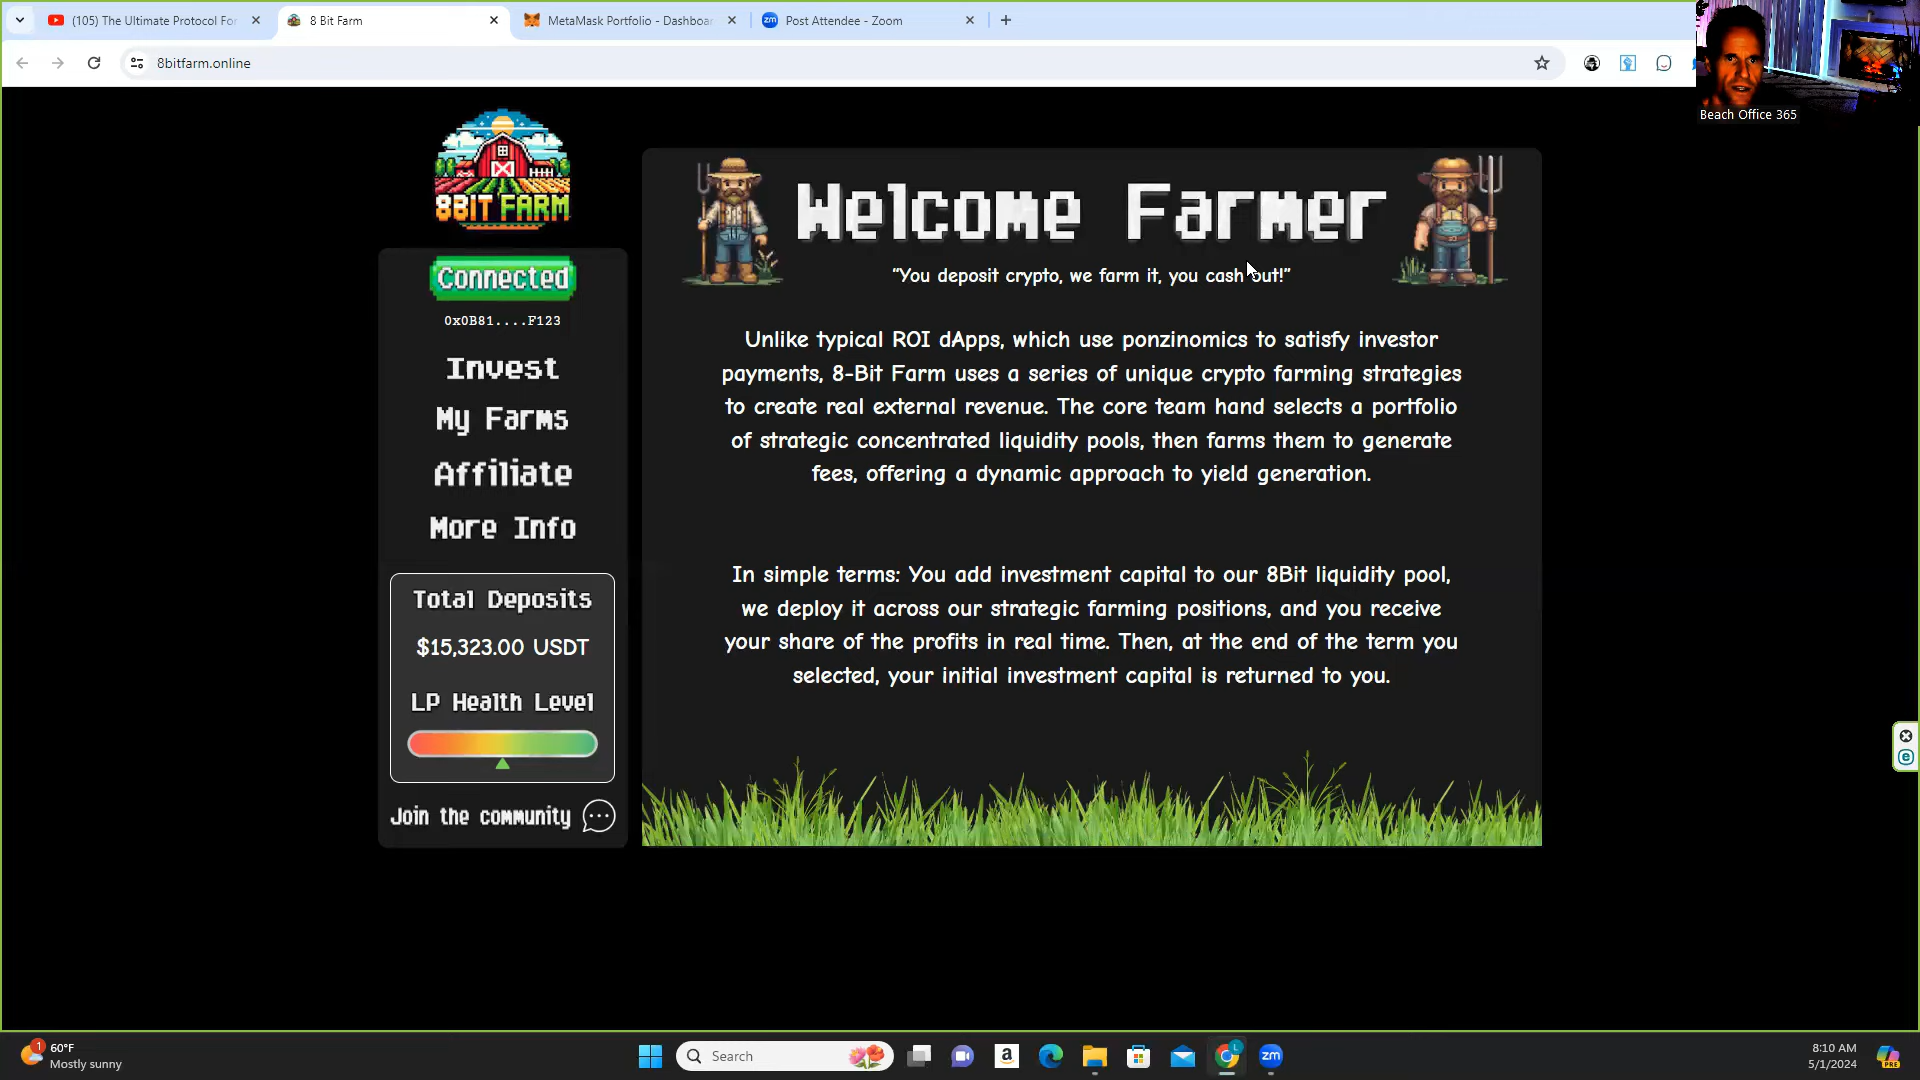 (105) The Ultimate Protocol For
8 Bit Farm
MetaMask Portfolio - Dashboar
zm
Post Attendee - Zoom
8bitfarm.online
Beach Office 365
8BIT FARM
Connected
0x0B81....F123
Invest
My Farms
Affiliate
More Info
Total Deposits
$15,323.00 USDT
LP Health Level
Join the community
Welcome Farmer
“You deposit crypto, we farm it, you cash out!”
Unlike typical ROI dApps, which use ponzinomics to satisfy investor
payments, 8-Bit Farm uses a series of unique crypto farming strategies
to create real external revenue. The core team hand selects a portfolio
of strategic concentrated liquidity pools, then farms them to generate
fees, offering a dynamic approach to yield generation.
In simple terms: You add investment capital to our 8Bit liquidity pool,
we deploy it across our strategic farming positions, and you receive
your share of the profits in real time. Then, at the end of the term you
selected, your initial investment capital is returned to you.
1
60°F
Mostly sunny
Search
a
L
zm
8:10 AM
5/1/2024
PRE